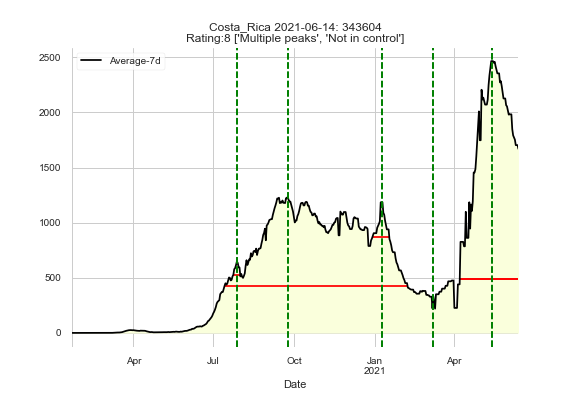 Costa_Rica 2021-06-14: 343604
Rating:8 ['Multiple peaks', 'Not in control']
Average-7d
2500
2000
1500
1000
500
0
Apr
Jul
Oct
Jan
2021
Apr
Date